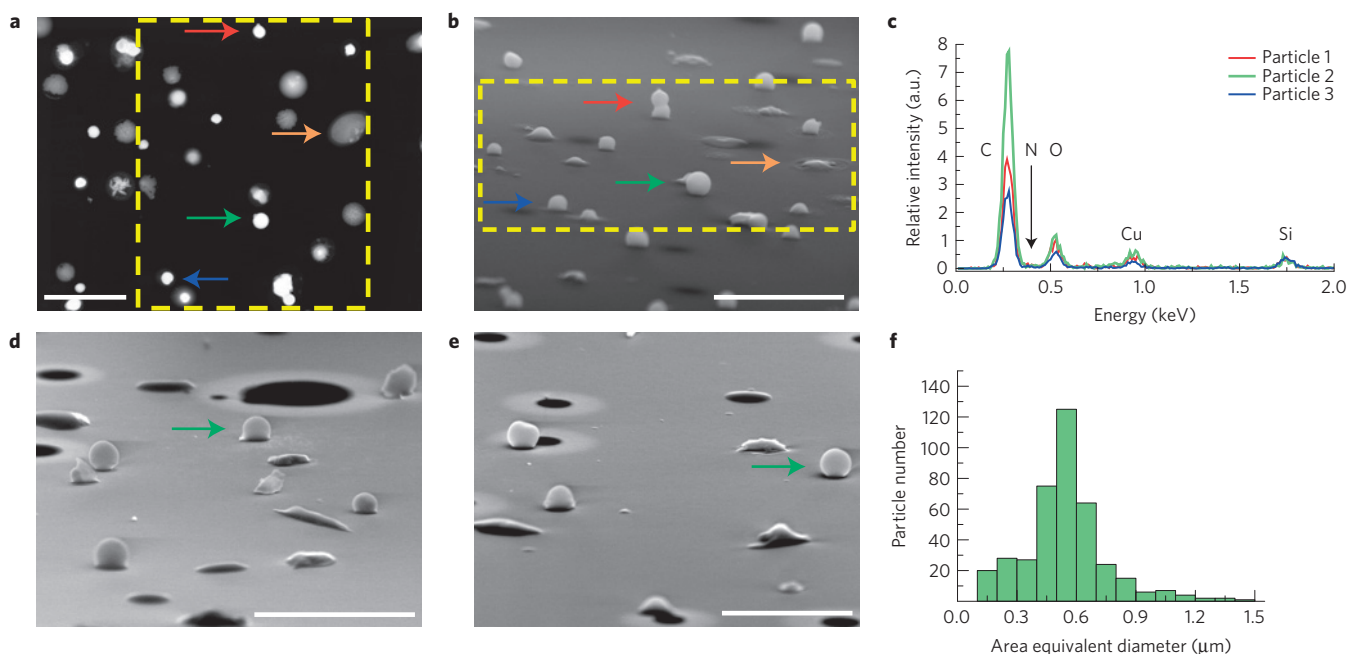 a
b
c
8
7
6
5
4
3
2
1
0
Relative intensity (a.u.)
Particle 1
Particle 2
Particle 3
C N O
Cu
Si
0.0 0.5 1.0 1.5 2.0
Energy (keV)
d
e
f
140
120
100
80
60
40
20
Particle number
0.0 0.3 0.6 0.9 1.2 1.5
Area equivalent diameter (μm)